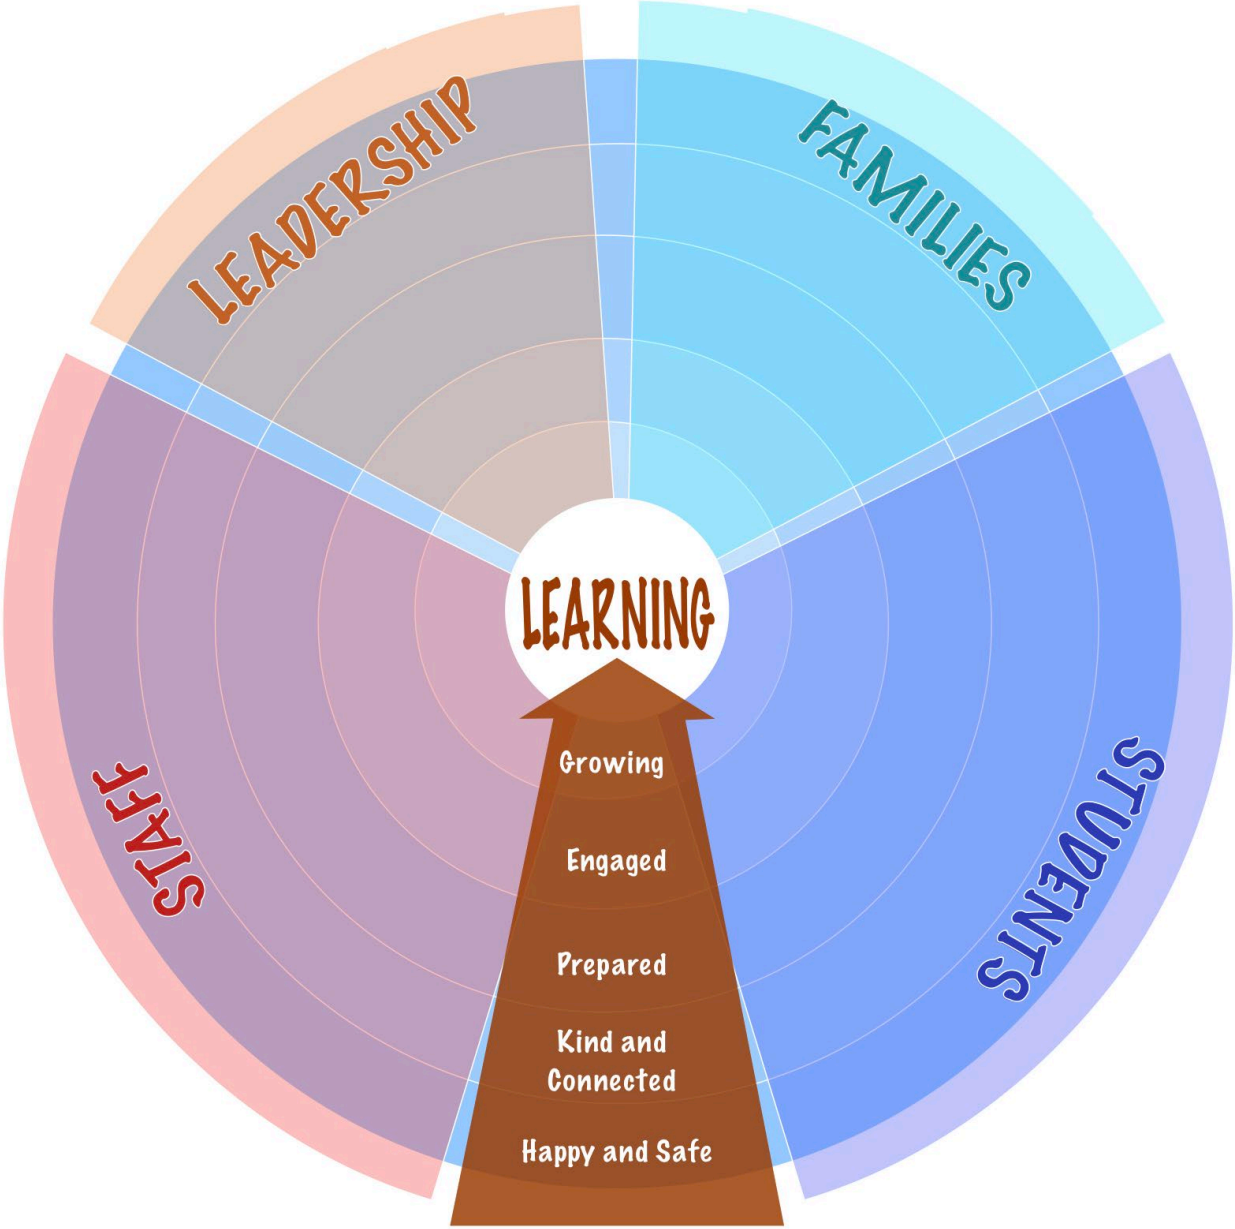 LEADERSHIP
FAMILIES
STAFF
STUDENTS
LEARNING
Growing
Engaged
Prepared
Kind and
Connected
Happy and Safe